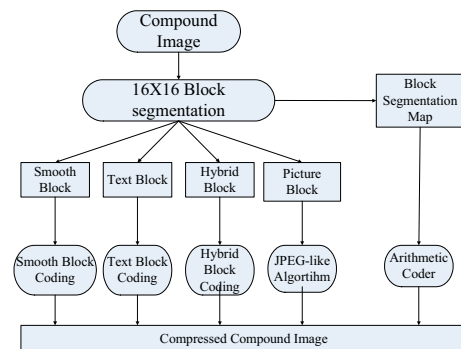 Compound
Image
16X16 Block
segmentation
Block
Segmentation
Map
Smooth
Block
Text Block
Hybrid
Block
Picture
Block
Smooth Block
Coding
Text Block
Coding
Hybrid
Block Coding
JPEG-like
Algortihm
Arithmetic
Coder
Compressed Compound Image